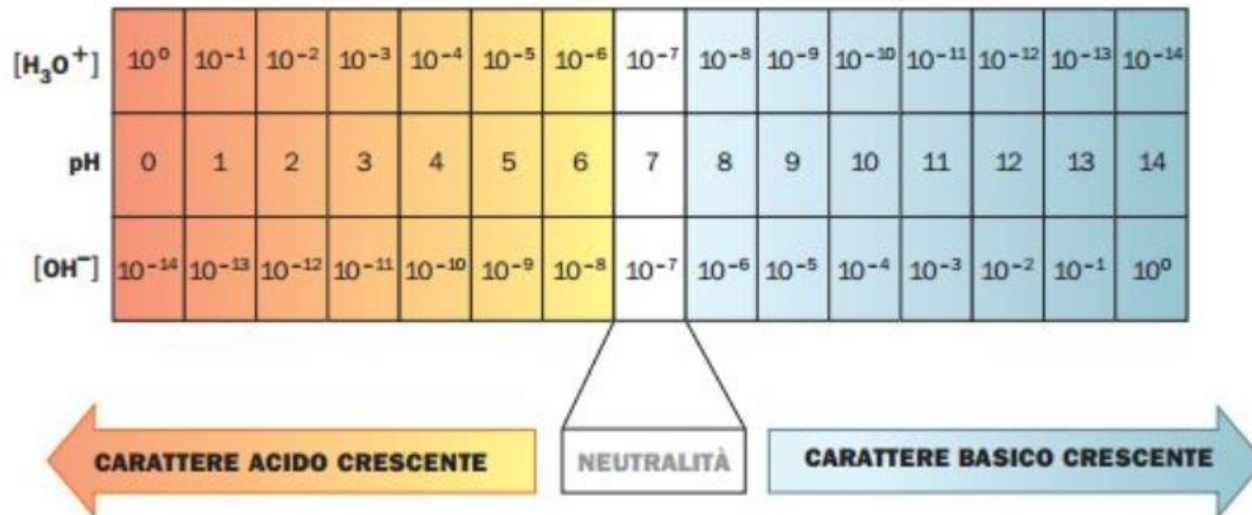 [H₃O⁺] 10⁰ 10⁻¹ 10⁻² 10⁻³ 10⁻⁴ 10⁻⁵ 10⁻⁶ 10⁻⁷ 10⁻⁸ 10⁻⁹ 10⁻¹⁰ 10⁻¹¹ 10⁻¹² 10⁻¹³ 10⁻¹⁴
pH 0 1 2 3 4 5 6 7 8 9 10 11 12 13 14
[OH⁻] 10⁻¹⁴ 10⁻¹³ 10⁻¹² 10⁻¹¹ 10⁻¹⁰ 10⁻⁹ 10⁻⁸ 10⁻⁷ 10⁻⁶ 10⁻⁵ 10⁻⁴ 10⁻³ 10⁻² 10⁻¹ 10⁰
CARATTERE ACIDO CRESCENTE NEUTRALITÀ CARATTERE BASICO CRESCENTE